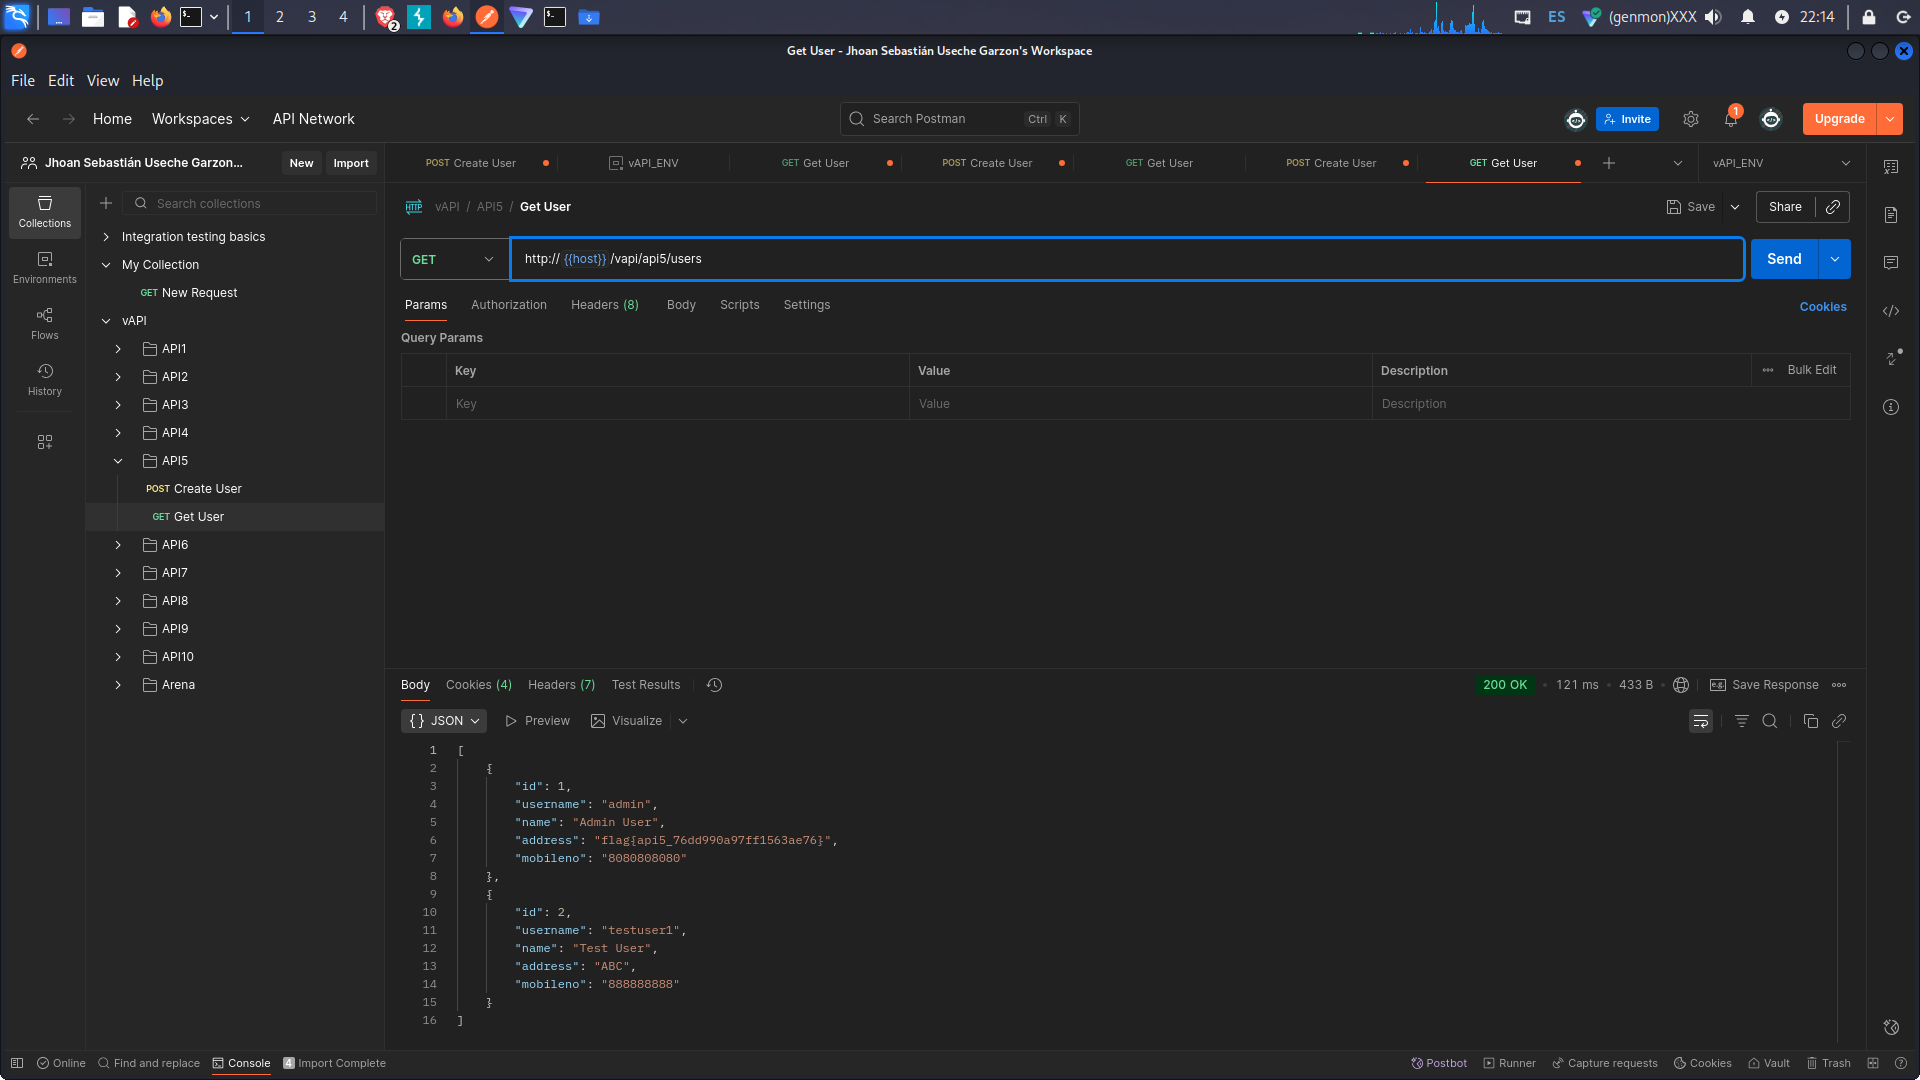 1 2 3 4 2 ES (genmon)XXX 22:14
Get User - Jhoan Sebastián Useche Garzon's Workspace
File Edit View Help
Home Workspaces API Network Search Postman Ctrl K Invite 1 Upgrade
Jhoan Sebastián Useche Garzon... New Import POST Create User vAPI_ENV GET Get User POST Create User GET Get User POST Create User GET Get User vAPI_ENV
Collections
Environments
Flows
History
Search collections
Integration testing basics
My Collection
GET New Request
vAPI
API1
API2
API3
API4
API5
POST Create User
GET Get User
API6
API7
API8
API9
API10
Arena
HTTP vAPI / API5 / Get User Save Share
GET http:// {{host}} /vapi/api5/users Send
Params Authorization Headers (8) Body Scripts Settings Cookies
Query Params
Key Value Description Bulk Edit
Key Value Description
Body Cookies (4) Headers (7) Test Results 200 OK 121 ms 433 B e.g. Save Response
{} JSON Preview Visualize
1 [
2 {
3 "id": 1,
4 "username": "admin",
5 "name": "Admin User",
6 "address": "flag{api5_76dd990a97ff1563ae76}",
7 "mobileno": "8080808080"
8 },
9 {
10 "id": 2,
11 "username": "testuser1",
12 "name": "Test User",
13 "address": "ABC",
14 "mobileno": "888888888"
15 }
16 ]
Online Find and replace Console 4 Import Complete Postbot Runner Capture requests Cookies Vault Trash